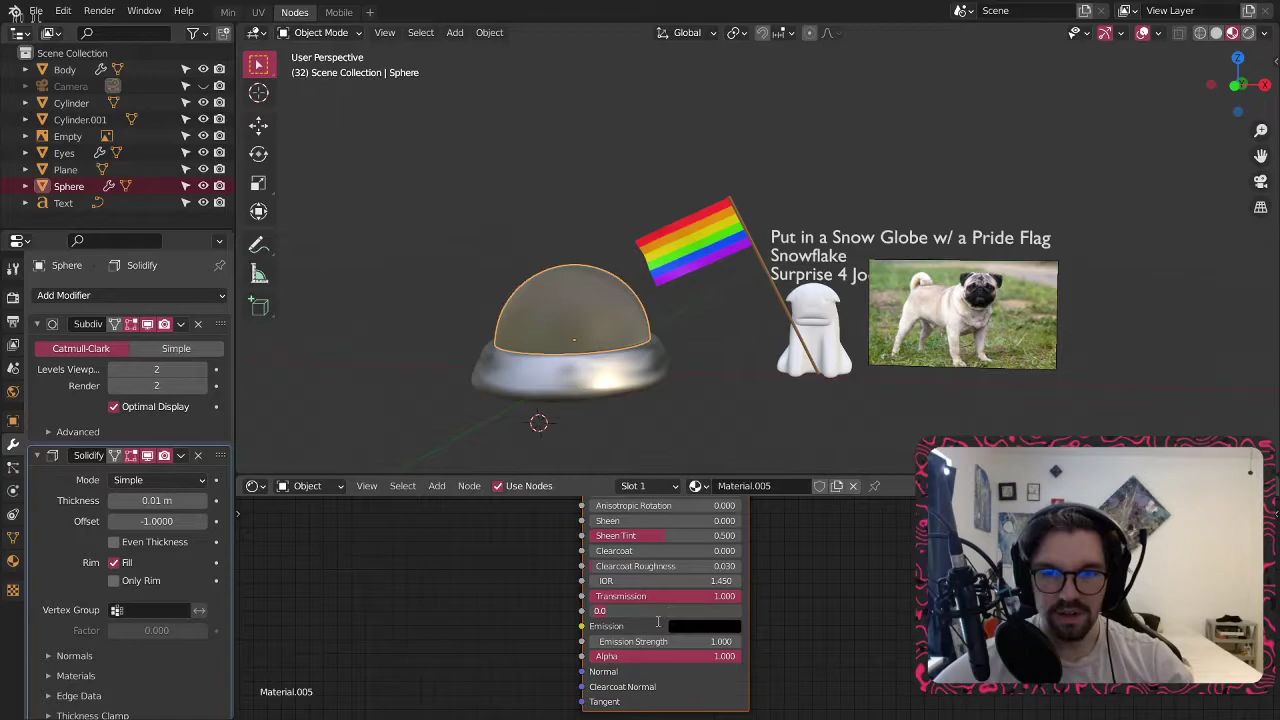 File Edit Render Window Help Min UV Nodes Mobile Scene View Layer
Object Mode View Select Add Object Global
Scene Collection
Body
Camera
Cylinder
Cylinder.001
Empty
Eyes
Plane
Sphere
Text
User Perspective
(32) Scene Collection | Sphere
Z
X
Y
Put in a Snow Globe w/ a Pride Flag
Snowflake
Surprise 4 Jo
Sphere Solidify
Add Modifier
Subdiv
Catmull-Clark Simple
Levels Viewp.. 2
Render 2
Optimal Display
Advanced
Solidify
Mode Simple
Thickness 0.01 m
Offset -1.0000
Even Thickness
Rim Fill
Only Rim
Vertex Group
Factor 0.000
Normals
Materials
Edge Data
Thickness Clamp
Object View Select Add Node Use Nodes Slot 1 Material.005
Anisotropic Rotation 0.000
Sheen 0.000
Sheen Tint 0.500
Clearcoat 0.000
Clearcoat Roughness 0.030
IOR 1.450
Transmission 1.000
0.0
Emission
Emission Strength 1.000
Alpha 1.000
Normal
Clearcoat Normal
Tangent
Material.005